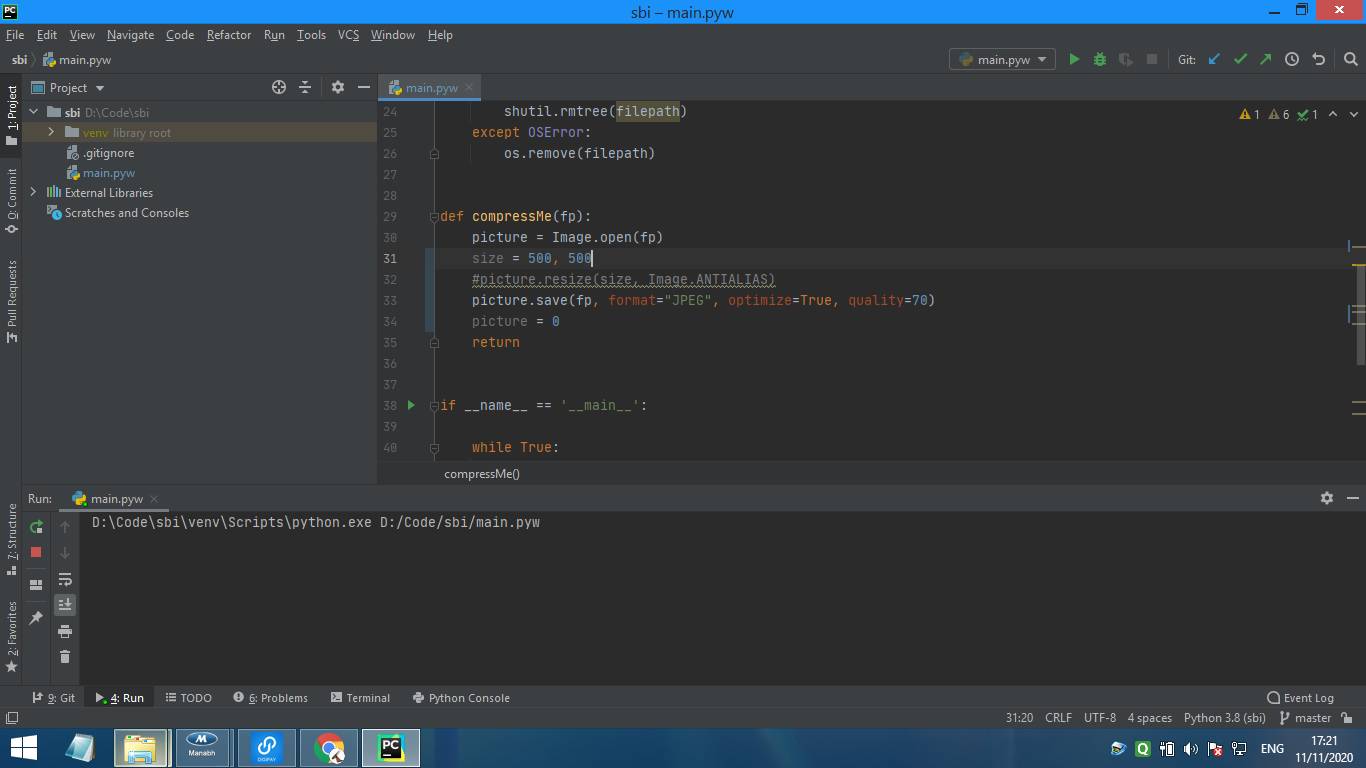 PC
sbi – main.pyw
File Edit View Navigate Code Refactor Run Tools VCS Window Help
sbi main.pyw
main.pyw
Git:
1: Project
0: Commit
Pull Requests
7: Structure
2: Favorites
Project
sbi D:\Code\sbi
venv library root
.gitignore
main.pyw
External Libraries
Scratches and Consoles
main.pyw
1 6 1
24 shutil.rmtree(filepath)
25 except OSError:
26 os.remove(filepath)
27
28
29 def compressMe(fp):
30 picture = Image.open(fp)
31 size = 500, 500
32 #picture.resize(size, Image.ANTIALIAS)
33 picture.save(fp, format="JPEG", optimize=True, quality=70)
34 picture = 0
35 return
36
37
38 if __name__ == '__main__':
39
40 while True:
compressMe()
Run: main.pyw
D:\Code\sbi\venv\Scripts\python.exe D:/Code/sbi/main.pyw
9: Git 4: Run TODO 6: Problems Terminal Python Console Event Log
31:20 CRLF UTF-8 4 spaces Python 3.8 (sbi) master
M
Manabh
DIGIPAY
PC
Q
ENG
17:21
11/11/2020